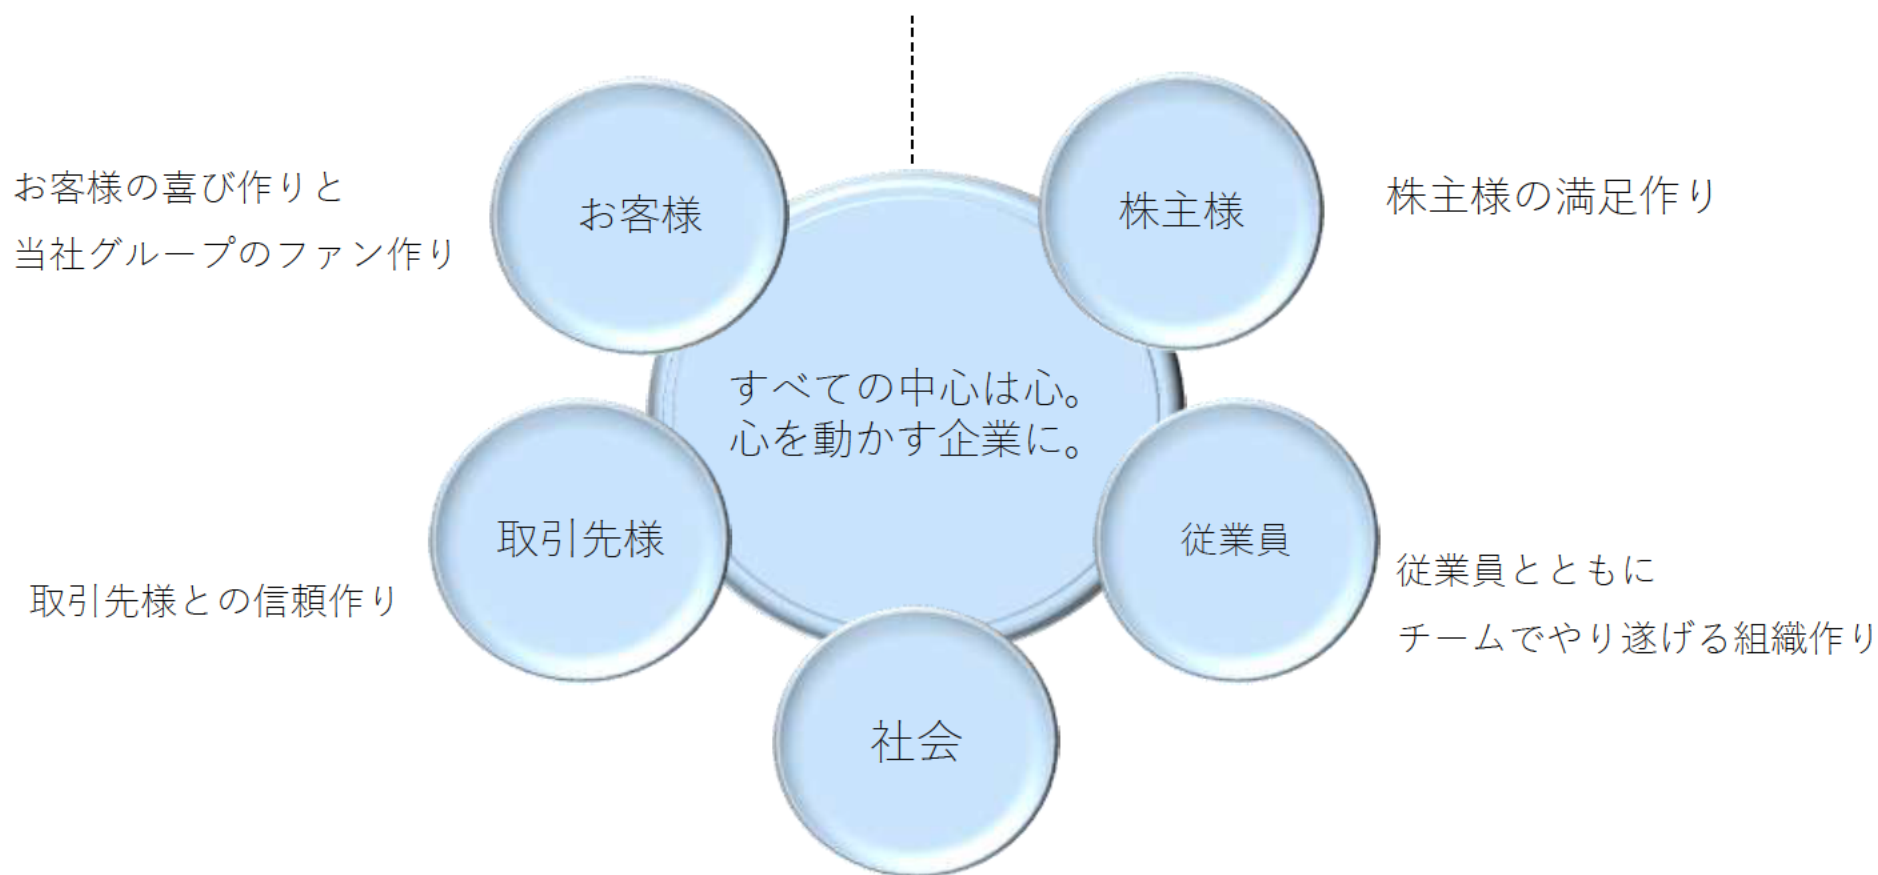 お客様の喜び作りと
当社グループのファン作り
お客様
株主様
株主様の満足作り
すべての中心は心。
心を動かす企業に。
取引先様との信頼作り
取引先様
従業員
従業員とともに
チームでやり遂げる組織作り
社会